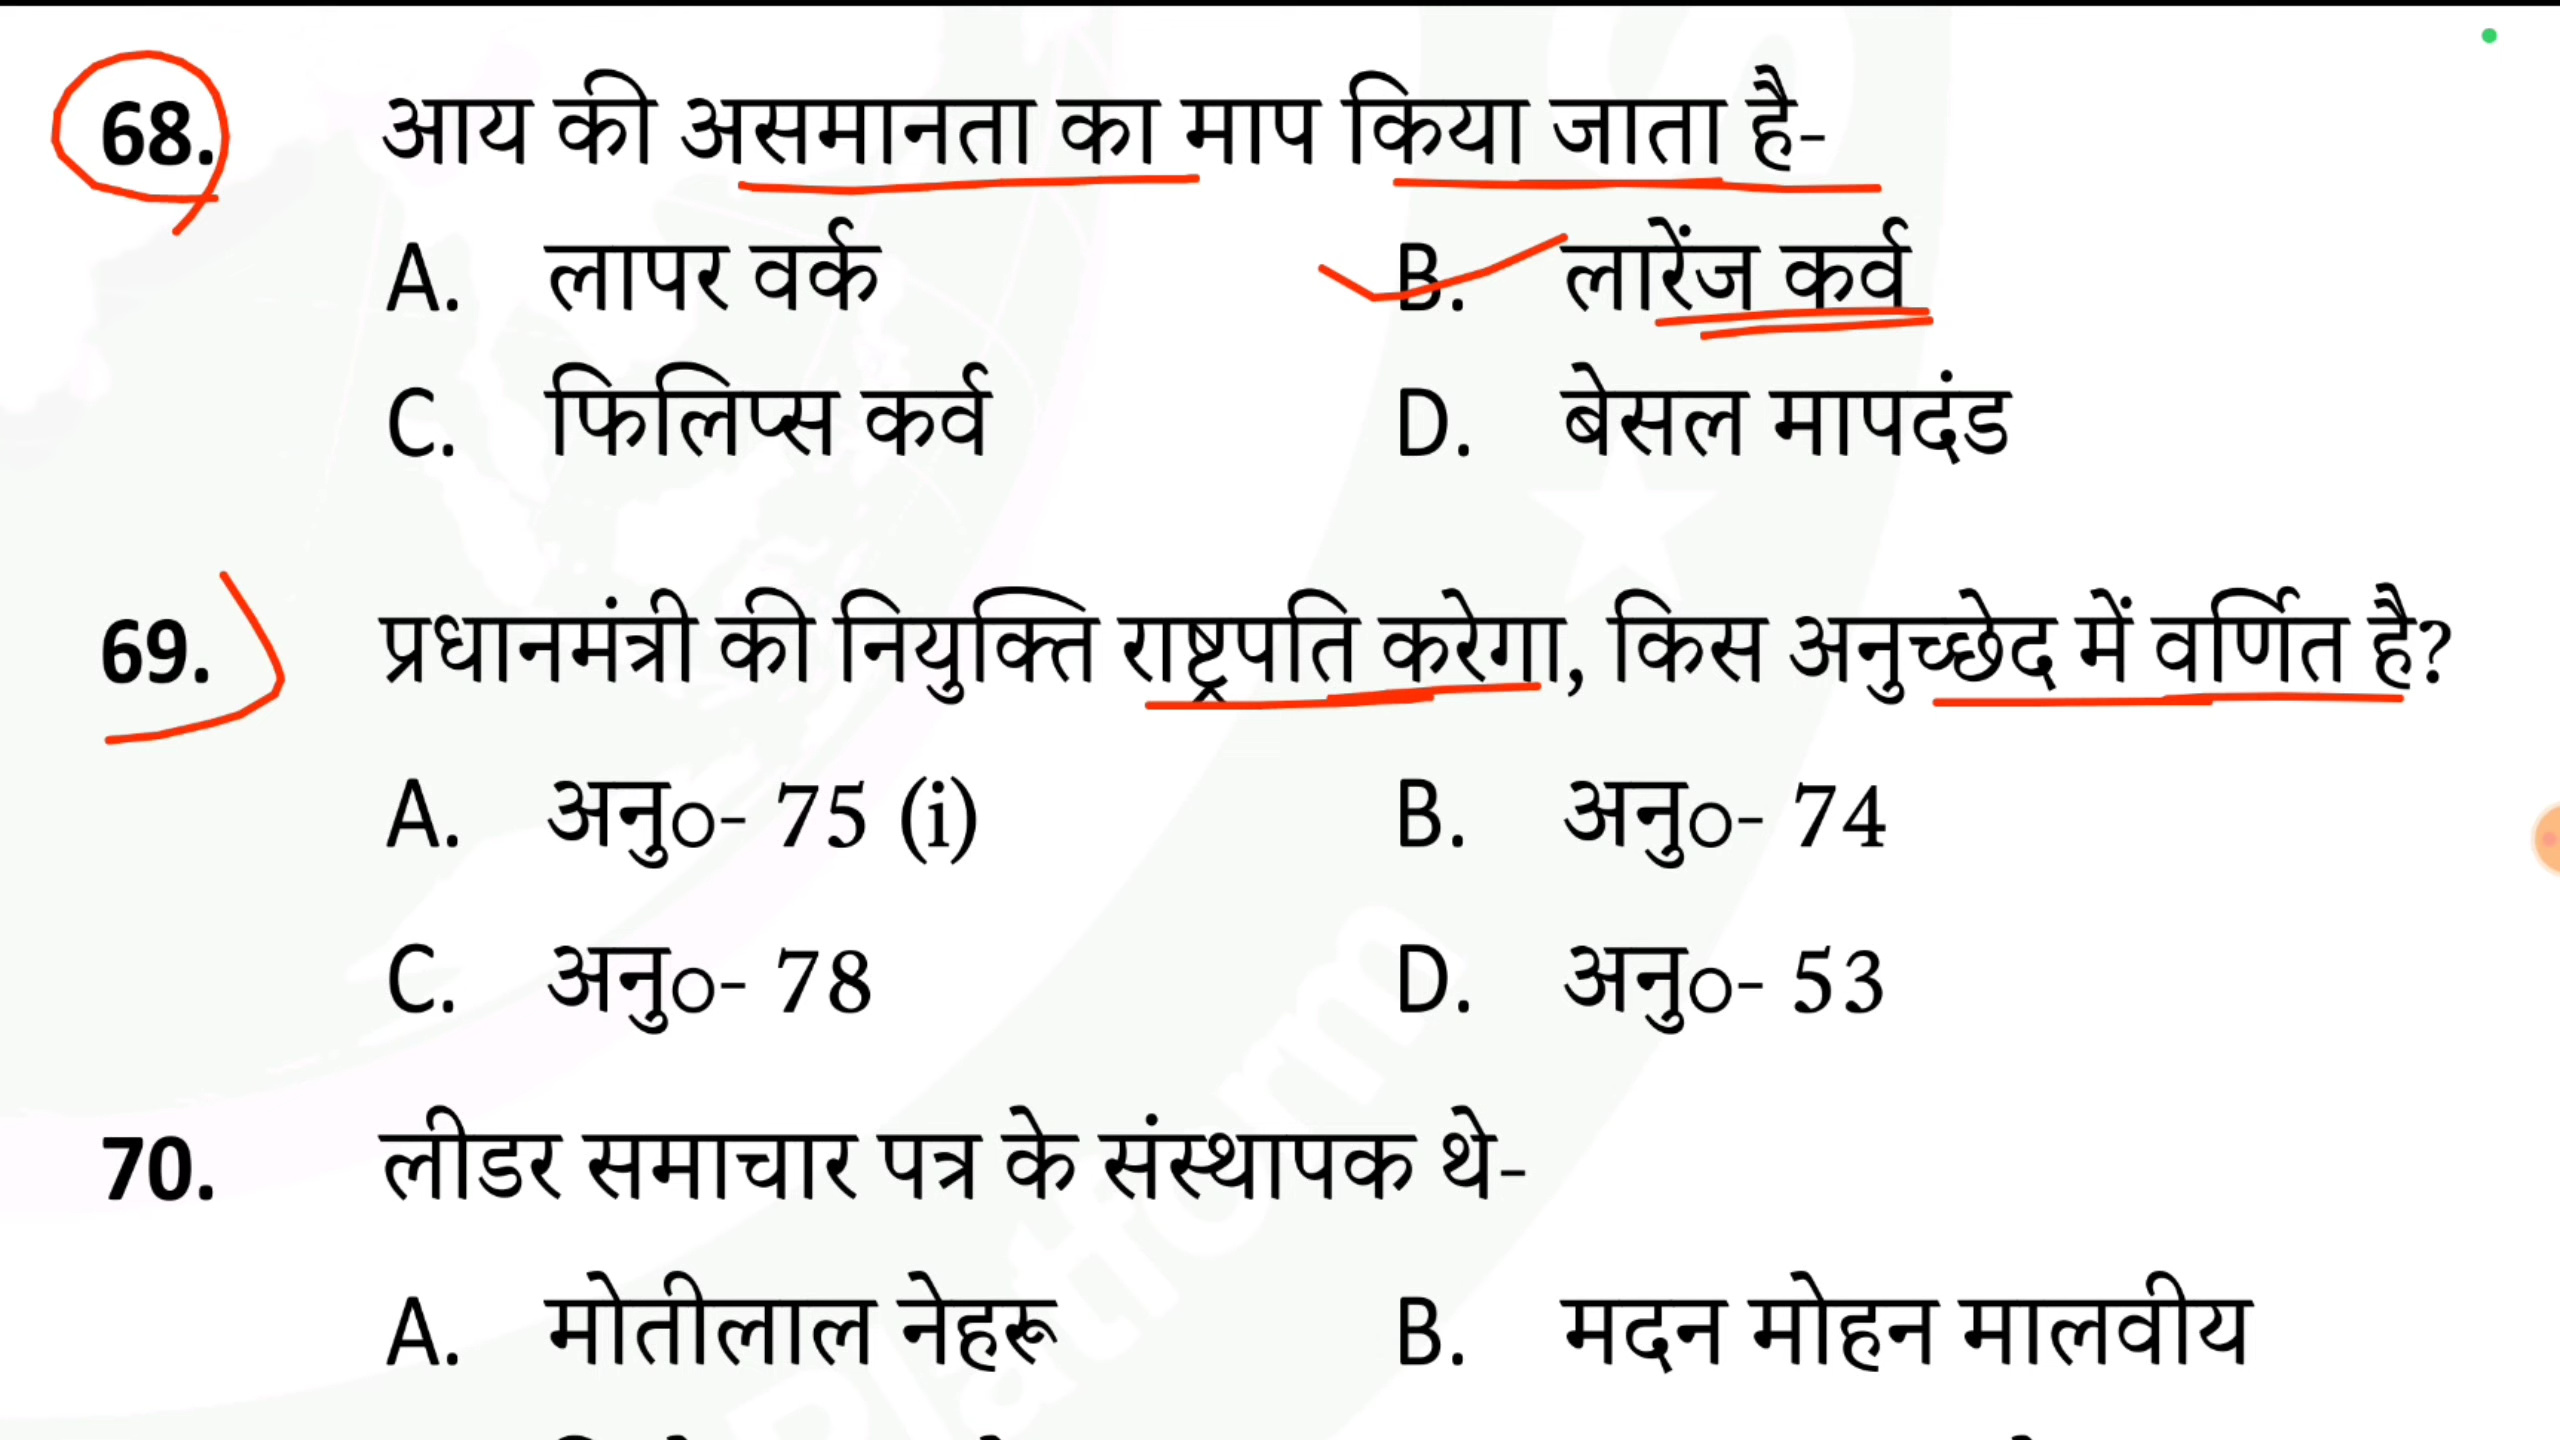 68. आय की असमानता का माप किया जाता है-
A. लापर वर्क B. लारेंज कर्व
C. फिलिप्स कर्व D. बेसल मापदंड
69. प्रधानमंत्री की नियुक्ति राष्ट्रपति करेगा, किस अनुच्छेद में वर्णित है?
A. अनु०- 75 (i) B. अनु०- 74
C. अनु०- 78 D. अनु०- 53
70. लीडर समाचार पत्र के संस्थापक थे-
A. मोतीलाल नेहरू B. मदन मोहन मालवीय
Platform